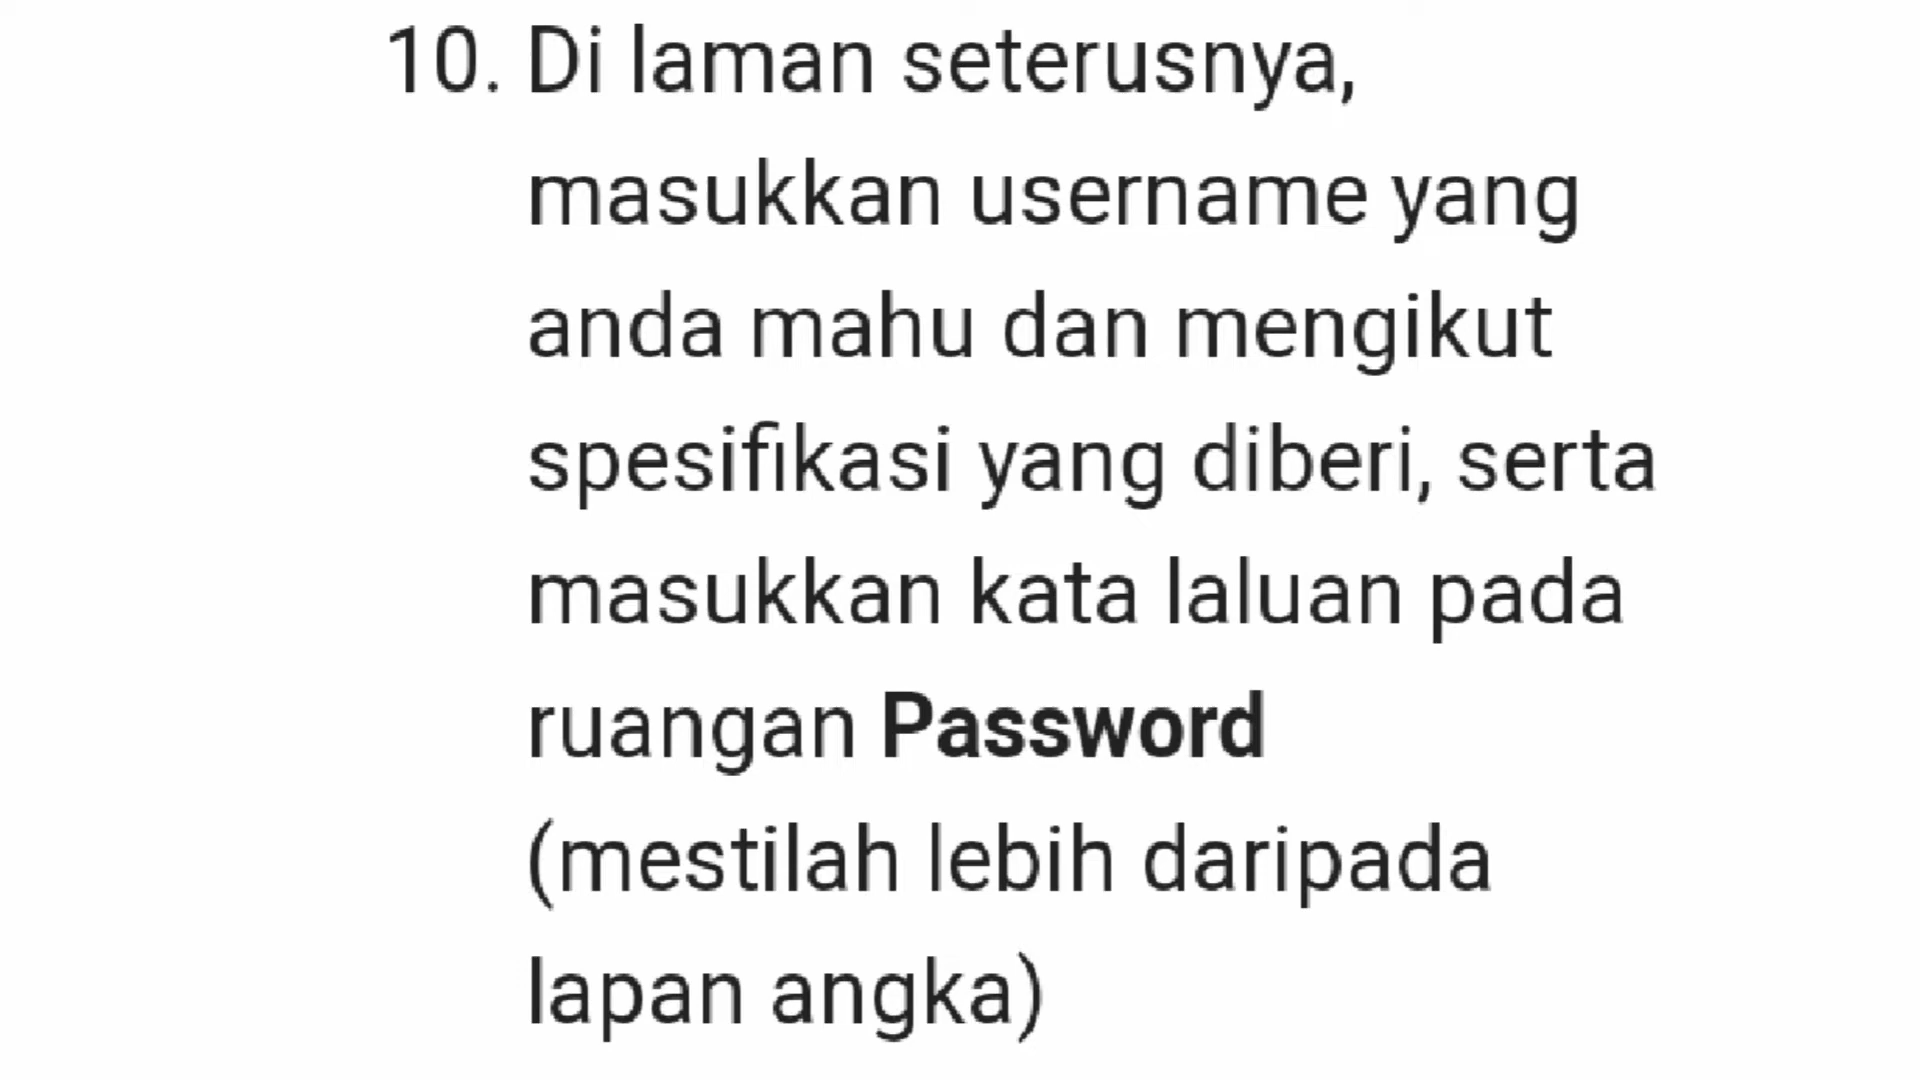 10. Di laman seterusnya,
masukkan username yang
anda mahu dan mengikut
spesifikasi yang diberi, serta
masukkan kata laluan pada
ruangan Password
(mestilah lebih daripada
lapan angka)